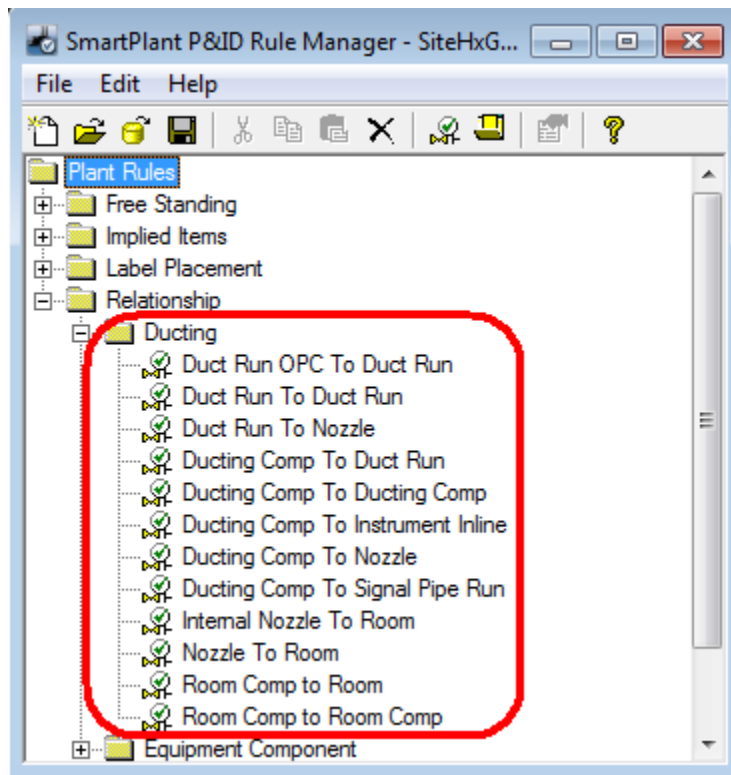 SmartPlant P&ID Rule Manager - SiteHxG...
File Edit Help
Plant Rules
Free Standing
Implied Items
Label Placement
Relationship
Ducting
Duct Run OPC To Duct Run
Duct Run To Duct Run
Duct Run To Nozzle
Ducting Comp To Duct Run
Ducting Comp To Ducting Comp
Ducting Comp To Instrument Inline
Ducting Comp To Nozzle
Ducting Comp To Signal Pipe Run
Internal Nozzle To Room
Nozzle To Room
Room Comp to Room
Room Comp to Room Comp
Equipment Component